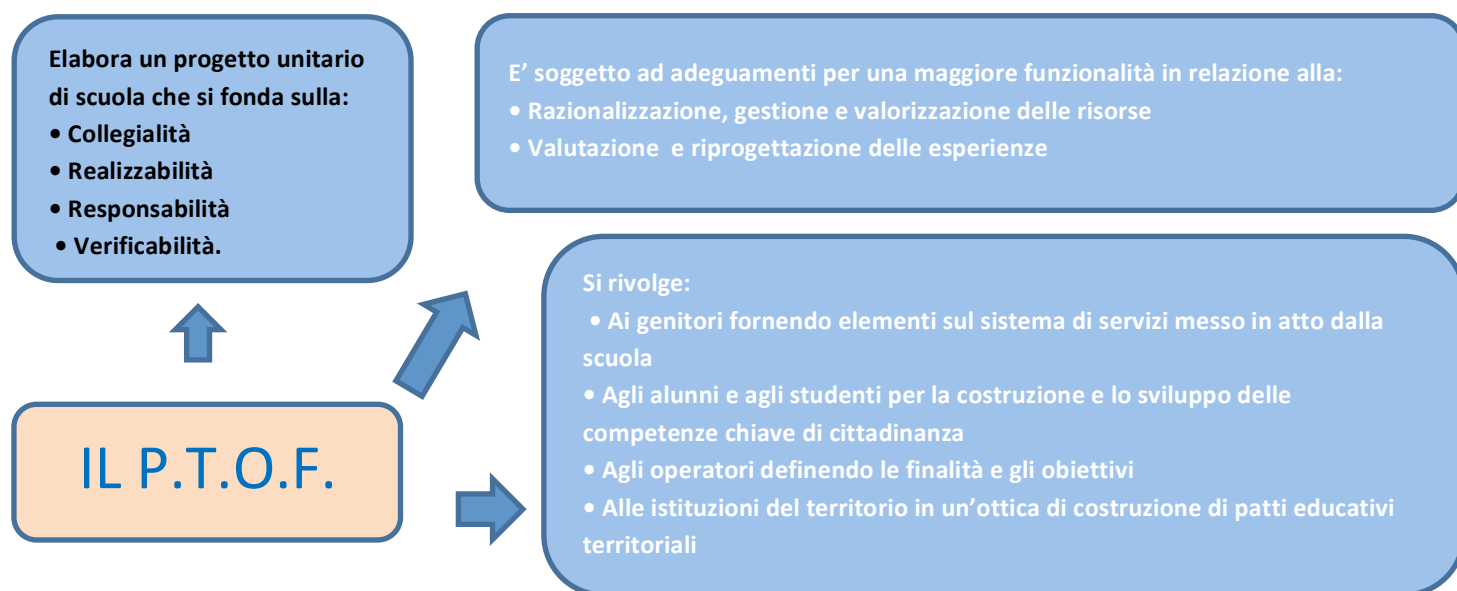 Elabora un progetto unitario
di scuola che si fonda sulla:
• Collegialità
• Realizzabilità
• Responsabilità
• Verificabilità.
E’ soggetto ad adeguamenti per una maggiore funzionalità in relazione alla:
• Razionalizzazione, gestione e valorizzazione delle risorse
• Valutazione e riprogettazione delle esperienze
Si rivolge:
• Ai genitori fornendo elementi sul sistema di servizi messo in atto dalla
scuola
• Agli alunni e agli studenti per la costruzione e lo sviluppo delle
competenze chiave di cittadinanza
• Agli operatori definendo le finalità e gli obiettivi
• Alle istituzioni del territorio in un’ottica di costruzione di patti educativi
territoriali
IL P.T.O.F.